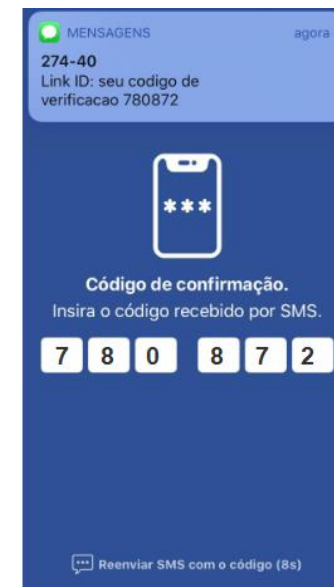 MENSAGENS agora
274-40
Link ID: seu codigo de
verificacao 780872
***
Código de confirmação.
Insira o código recebido por SMS.
7 8 0 8 7 2
Reenviar SMS com o código (8s)